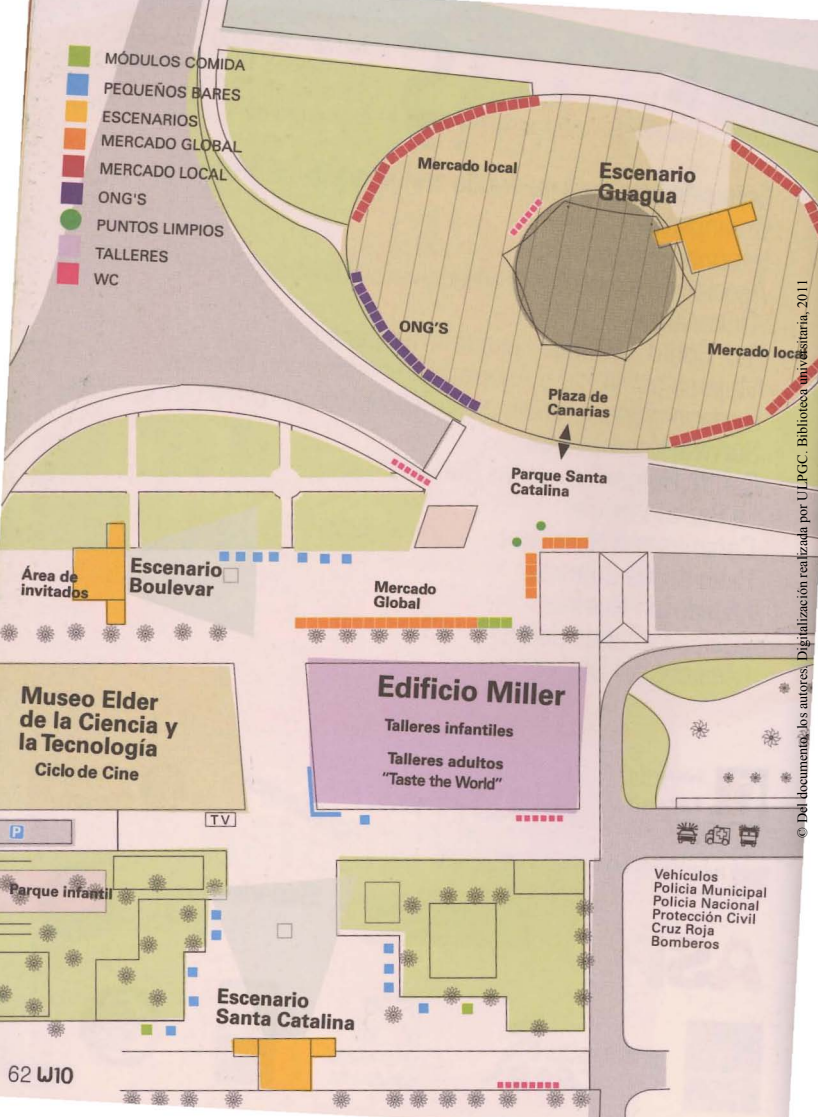 MÓDULOS COMIDA
PEQUEÑOS BARES
ESCENARIOS
MERCADO GLOBAL
MERCADO LOCAL
ONG'S
PUNTOS LIMPIOS
TALLERES
WC
Mercado local
Escenario
Guagua
ONG'S
Mercado local
Plaza de
Canarias
Parque Santa
Catalina
Área de
invitados
Escenario
Boulevar
Mercado
Global
Museo Elder
de la Ciencia y
la Tecnología
Ciclo de Cine
Edificio Miller
Talleres infantiles
Talleres adultos
"Taste the World"
TV
P
Parque infantil
Vehículos
Policia Municipal
Policia Nacional
Protección Civil
Cruz Roja
Bomberos
Escenario
Santa Catalina
62 W10
© Del documento, los autores. Digitalización realizada por ULPGC. Biblioteca universitaria, 2011